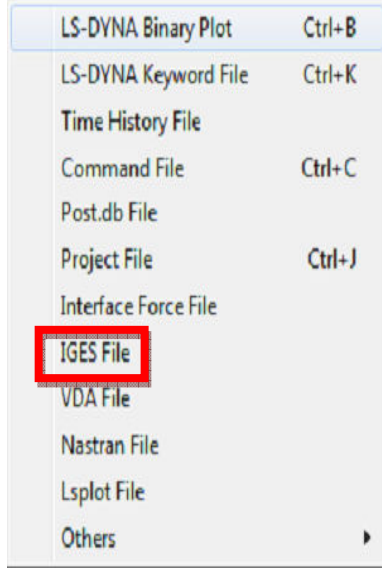 LS-DYNA Binary Plot Ctrl+B
LS-DYNA Keyword File Ctrl+K
Time History File
Command File Ctrl+C
Post.db File
Project File Ctrl+J
Interface Force File
IGES File
VDA File
Nastran File
Lsplot File
Others